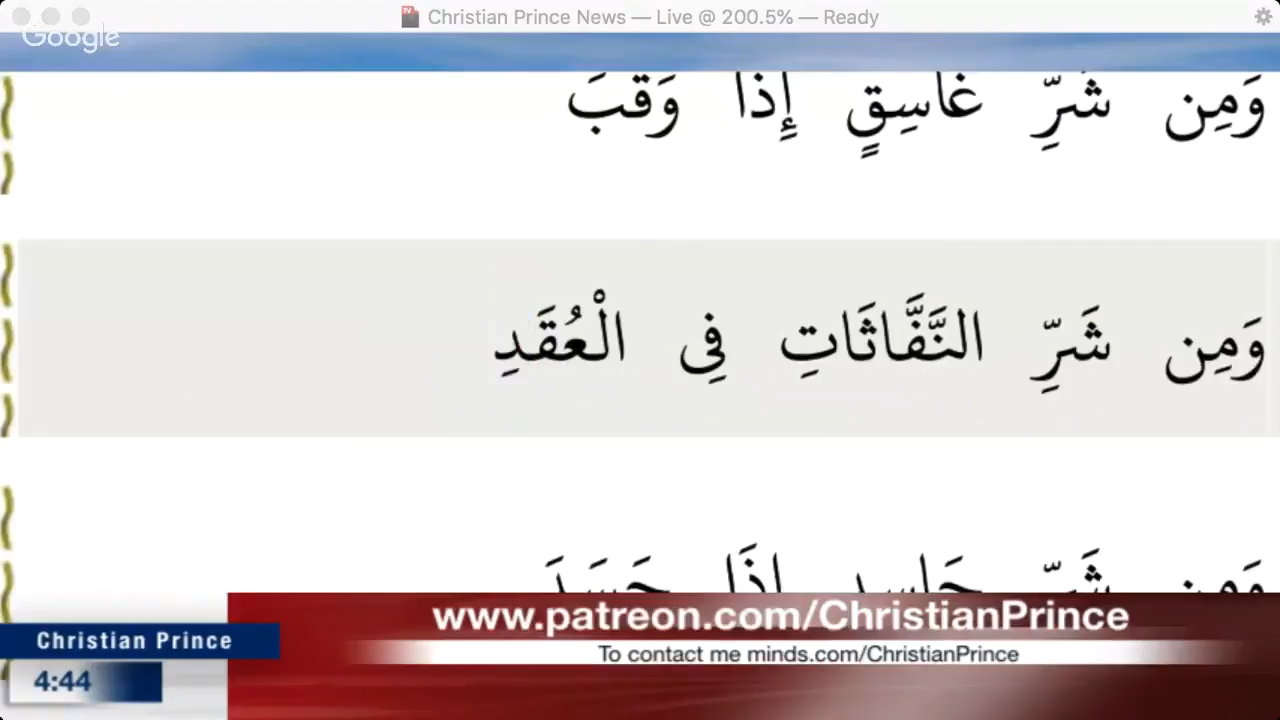 Christian Prince News — Live @ 200.5% — Ready
Google
وَمِن شَرِّ غَاسِقٍ إِذَا وَقَبَ
وَمِن شَرِّ النَّفَّاثَاتِ فِى الْعُقَدِ
وَمِن شَرِّ حَاسِدٍ إِذَا حَسَدَ
www.patreon.com/ChristianPrince
Christian Prince
To contact me minds.com/ChristianPrince
4:44